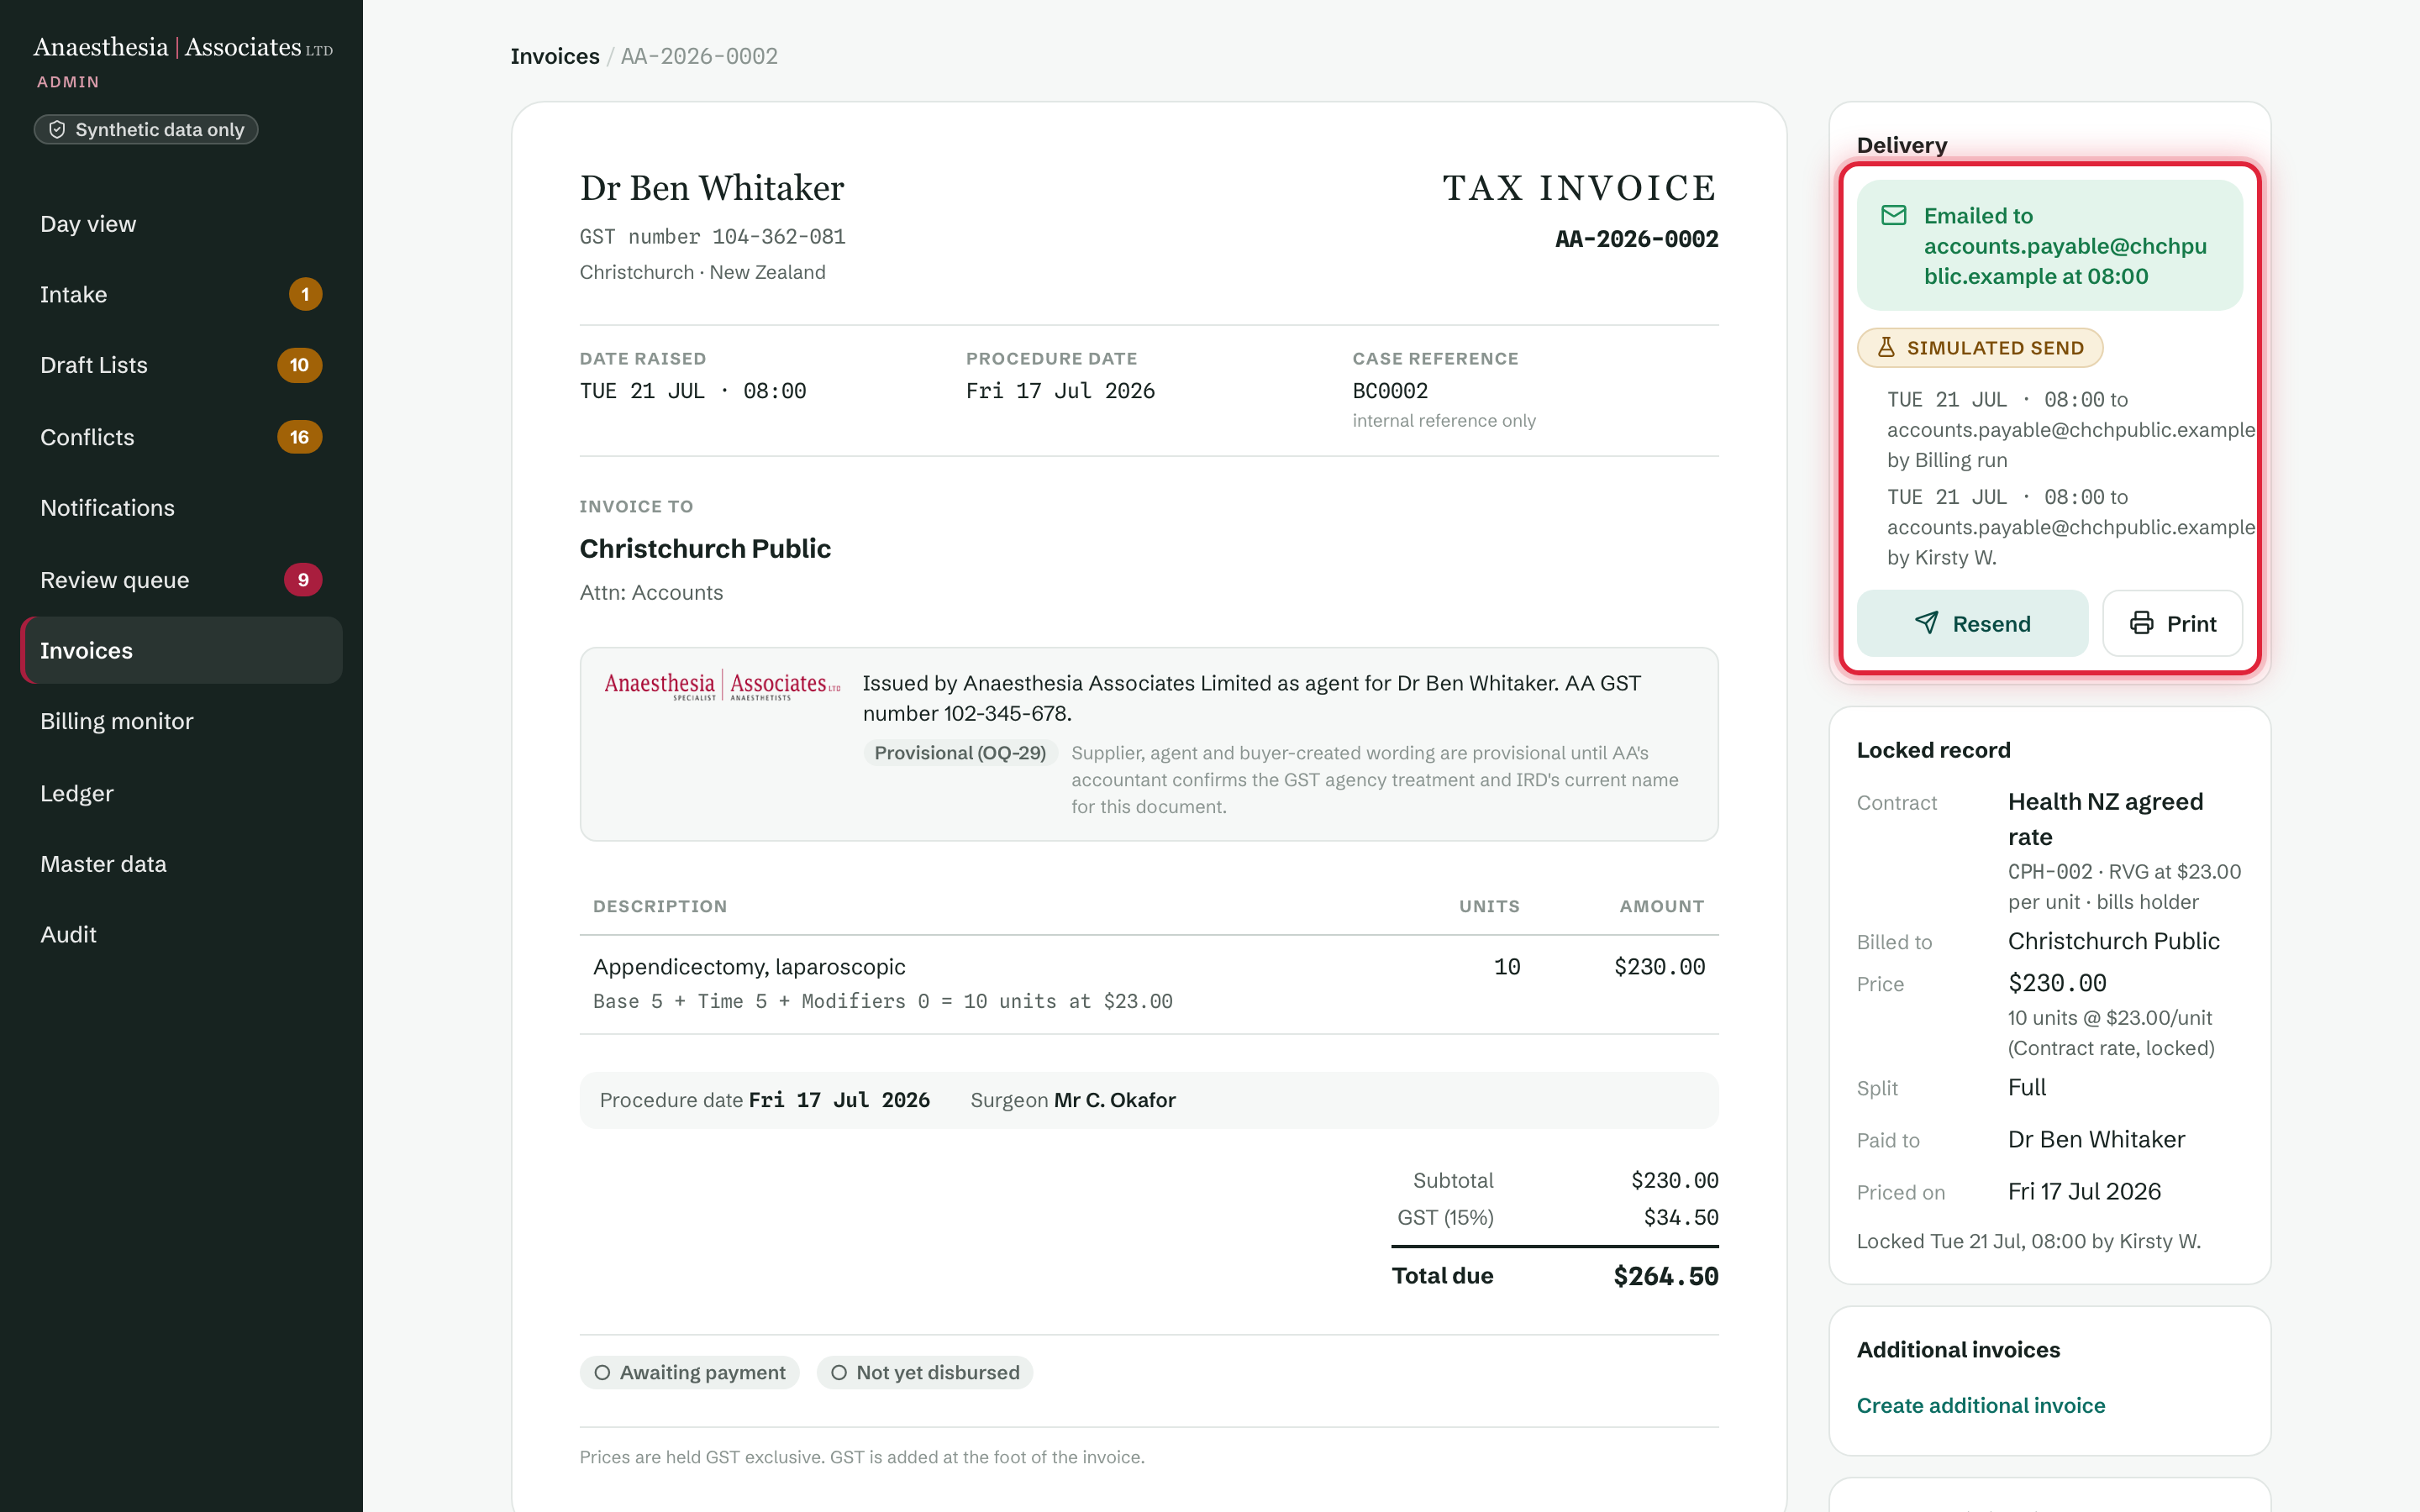 Anaesthesia | Associates LTD
ADMIN
Synthetic data only
Day view
Intake 1
Draft Lists 10
Conflicts 16
Notifications
Review queue 9
Invoices
Billing monitor
Ledger
Master data
Audit
Invoices / AA-2026-0002
Dr Ben Whitaker
GST number 104-362-081
Christchurch · New Zealand
TAX INVOICE
AA-2026-0002
DATE RAISED
TUE 21 JUL · 08:00
PROCEDURE DATE
Fri 17 Jul 2026
CASE REFERENCE
BC0002
internal reference only
INVOICE TO
Christchurch Public
Attn: Accounts
Anaesthesia | Associates LTD
SPECIALIST ANAESTHETISTS
Issued by Anaesthesia Associates Limited as agent for Dr Ben Whitaker. AA GST
number 102-345-678.
Provisional (OQ-29)
Supplier, agent and buyer-created wording are provisional until AA's
accountant confirms the GST agency treatment and IRD's current name
for this document.
DESCRIPTION UNITS AMOUNT
Appendicectomy, laparoscopic 10 $230.00
Base 5 + Time 5 + Modifiers 0 = 10 units at $23.00
Procedure date Fri 17 Jul 2026 Surgeon Mr C. Okafor
Subtotal $230.00
GST (15%) $34.50
Total due $264.50
Awaiting payment Not yet disbursed
Prices are held GST exclusive. GST is added at the foot of the invoice.
Delivery
Emailed to
accounts.payable@chchpu
blic.example at 08:00
SIMULATED SEND
TUE 21 JUL · 08:00 to
accounts.payable@chchpublic.example
by Billing run
TUE 21 JUL · 08:00 to
accounts.payable@chchpublic.example
by Kirsty W.
Resend Print
Locked record
Contract Health NZ agreed
rate
CPH-002 · RVG at $23.00
per unit · bills holder
Billed to Christchurch Public
Price $230.00
10 units @ $23.00/unit
(Contract rate, locked)
Split Full
Paid to Dr Ben Whitaker
Priced on Fri 17 Jul 2026
Locked Tue 21 Jul, 08:00 by Kirsty W.
Additional invoices
Create additional invoice